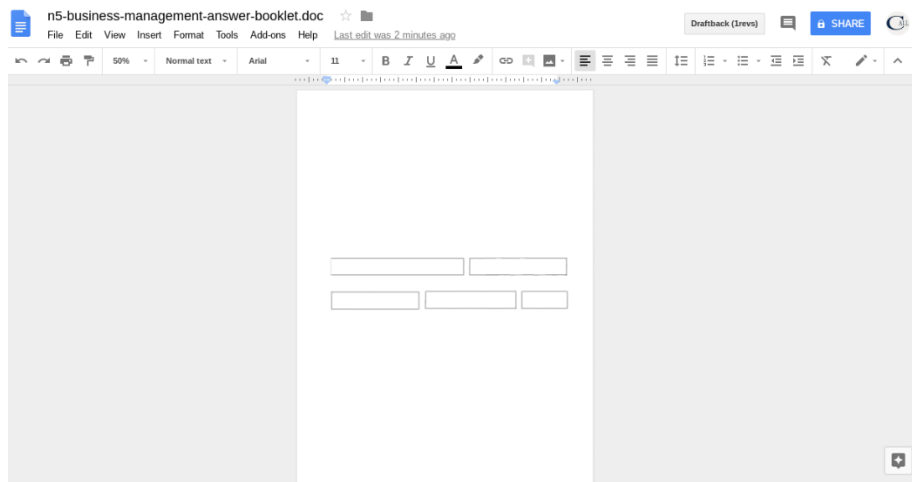 n5-business-management-answer-booklet.doc
File Edit View Insert Format Tools Add-ons Help Last edit was 2 minutes ago
Draftback (1revs)
SHARE
50% Normal text Arial 11 B I U A